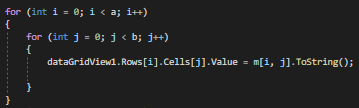 for (int i = 0; i < a; i++)
{
for (int j = 0; j < b; j++)
{
dataGridView1.Rows[i].Cells[j].Value = m[i, j].ToString();
}
}